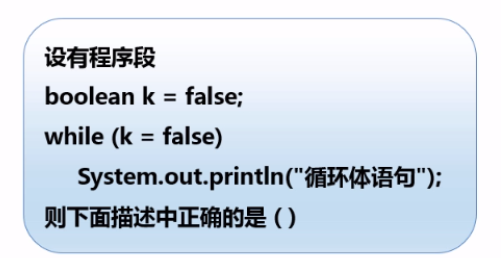 设有程序段
boolean k = false;
while (k = false)
System.out.println("循环体语句");
则下面描述中正确的是 ( )